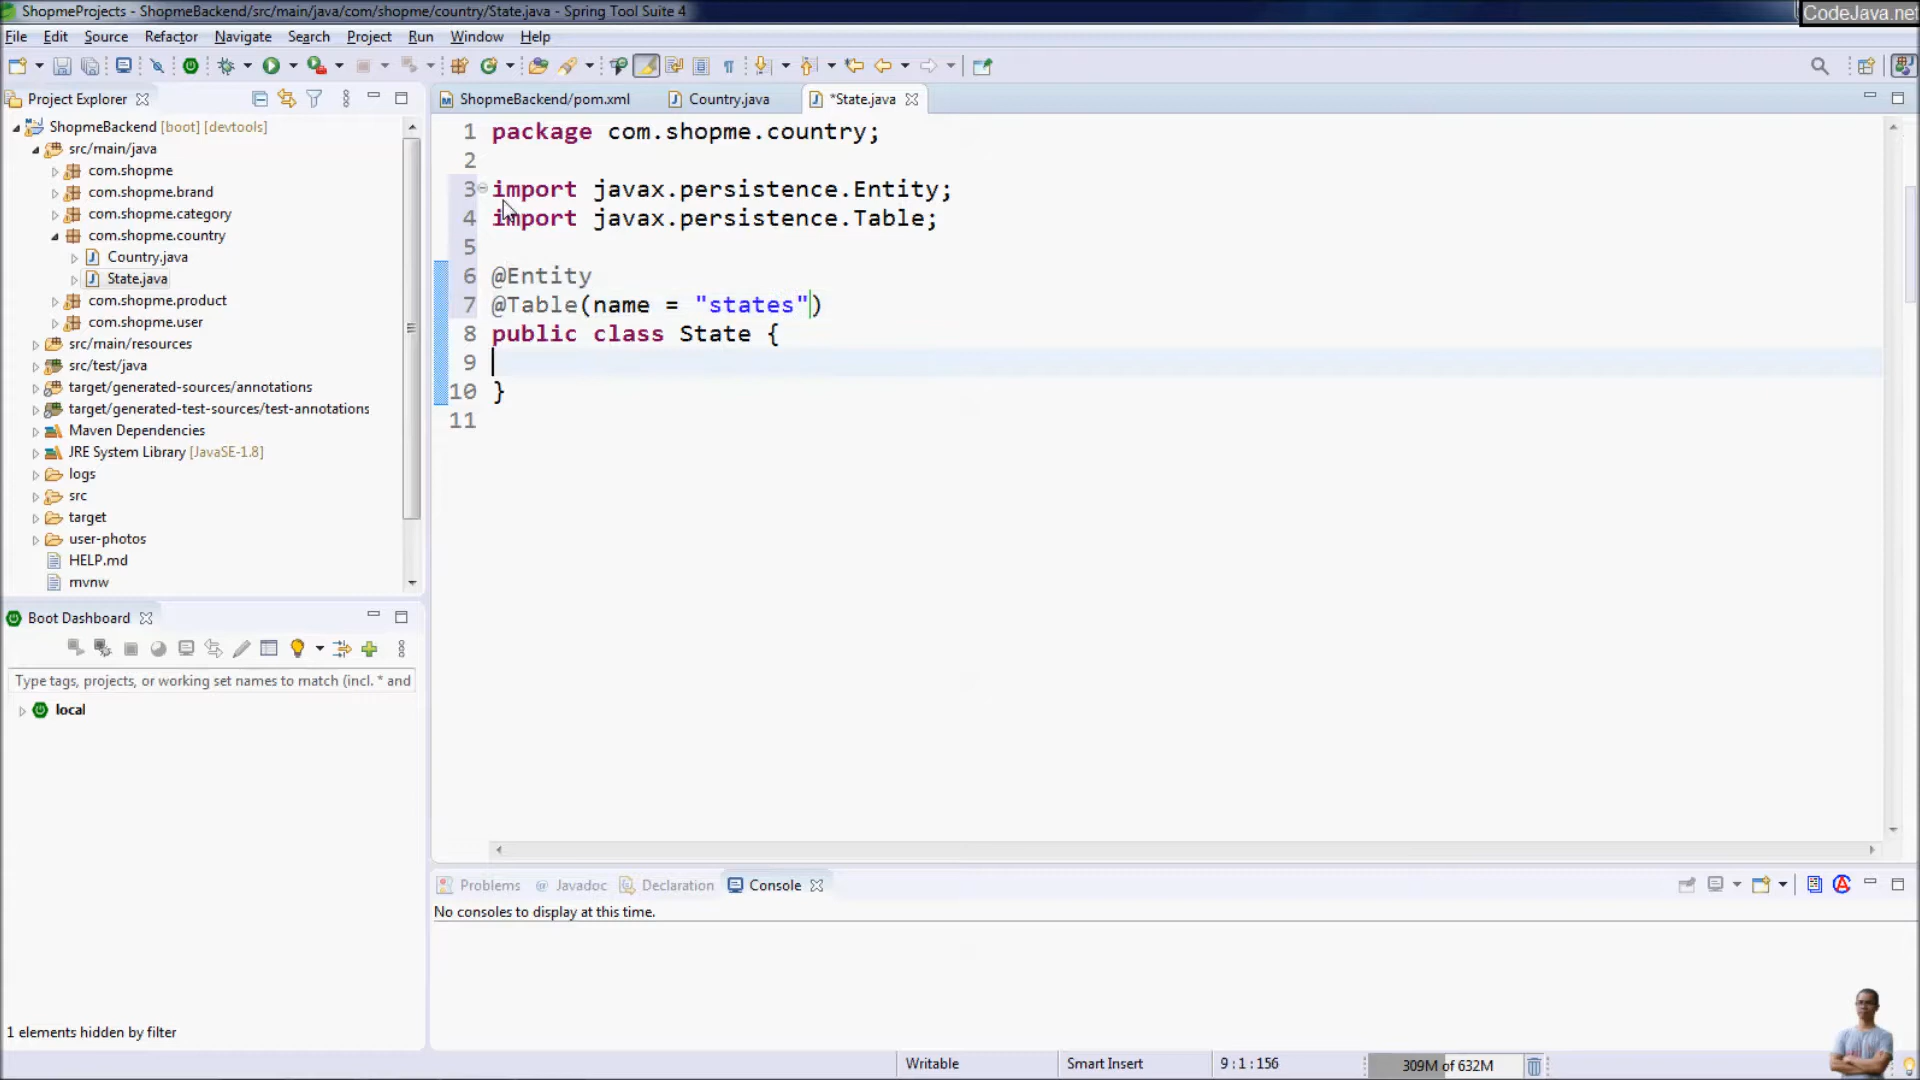 ShopmeProjects - ShopmeBackend/src/main/java/com/shopme/country/State.java - Spring Tool Suite 4
CodeJava.net
File Edit Source Refactor Navigate Search Project Run Window Help
Project Explorer
ShopmeBackend [boot] [devtools]
src/main/java
com.shopme
com.shopme.brand
com.shopme.category
com.shopme.country
Country.java
State.java
com.shopme.product
com.shopme.user
src/main/resources
src/test/java
target/generated-sources/annotations
target/generated-test-sources/test-annotations
Maven Dependencies
JRE System Library [JavaSE-1.8]
logs
src
target
user-photos
HELP.md
mvnw
ShopmeBackend/pom.xml Country.java *State.java
1 package com.shopme.country;
2
3 import javax.persistence.Entity;
4 import javax.persistence.Table;
5
6 @Entity
7 @Table(name = "states")
8 public class State {
9
10 }
11
Boot Dashboard
Type tags, projects, or working set names to match (incl. * and
local
1 elements hidden by filter
Problems @ Javadoc Declaration Console
No consoles to display at this time.
Writable Smart Insert 9 : 1 : 156 309M of 632M